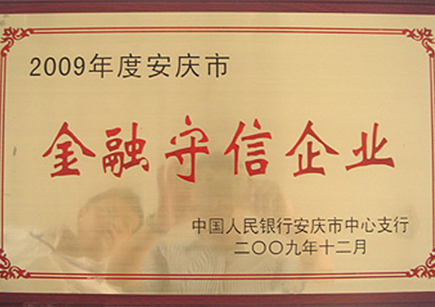 2009年度安庆市
金融守信企业
中国人民银行安庆市中心支行
二〇〇九年十二月